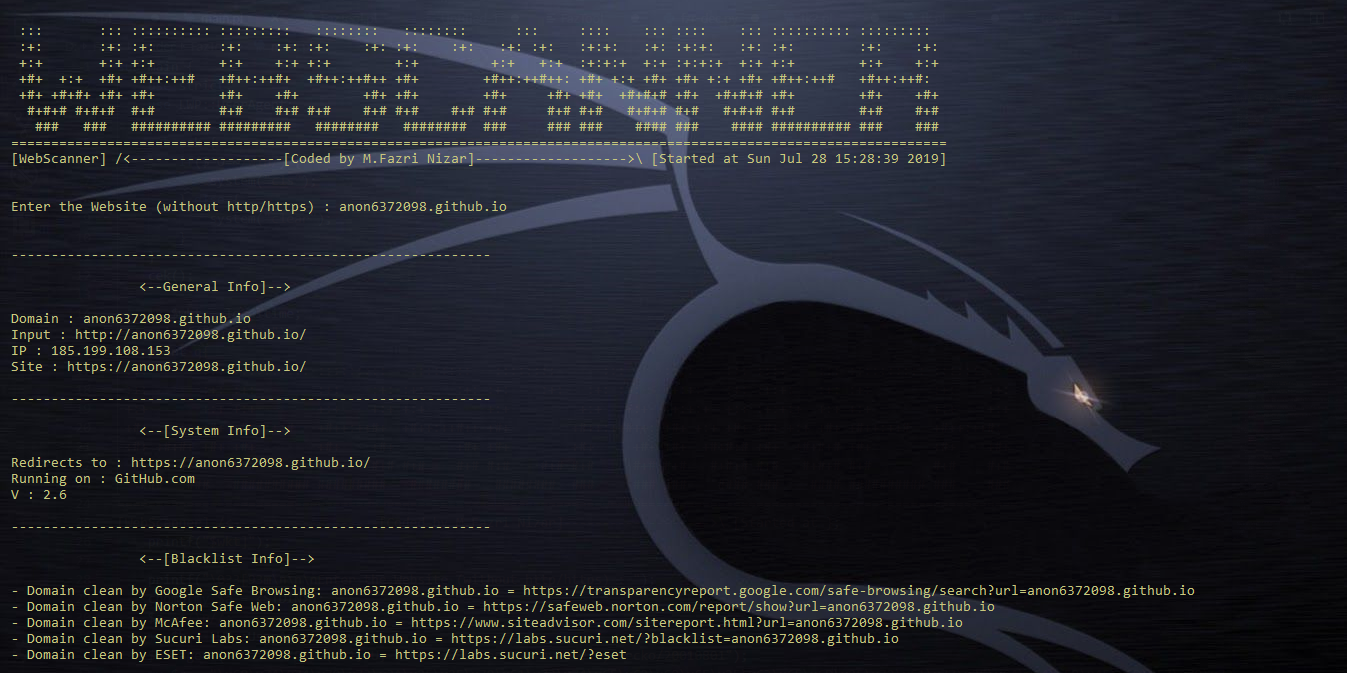 WEBSCANNER
===============================================================================================================
[WebScanner] /<-------------------[Coded by M.Fazri Nizar]------------------->\ [Started at Sun Jul 28 15:28:39 2019]
Enter the Website (without http/https) : anon6372098.github.io
------------------------------------------------------------
<--General Info]-->
Domain : anon6372098.github.io
Input : http://anon6372098.github.io/
IP : 185.199.108.153
Site : https://anon6372098.github.io/
------------------------------------------------------------
<--[System Info]-->
Redirects to : https://anon6372098.github.io/
Running on : GitHub.com
V : 2.6
------------------------------------------------------------
<--[Blacklist Info]-->
- Domain clean by Google Safe Browsing: anon6372098.github.io = https://transparencyreport.google.com/safe-browsing/search?url=anon6372098.github.io
- Domain clean by Norton Safe Web: anon6372098.github.io = https://safeweb.norton.com/report/show?url=anon6372098.github.io
- Domain clean by McAfee: anon6372098.github.io = https://www.siteadvisor.com/sitereport.html?url=anon6372098.github.io
- Domain clean by Sucuri Labs: anon6372098.github.io = https://labs.sucuri.net/?blacklist=anon6372098.github.io
- Domain clean by ESET: anon6372098.github.io = https://labs.sucuri.net/?eset